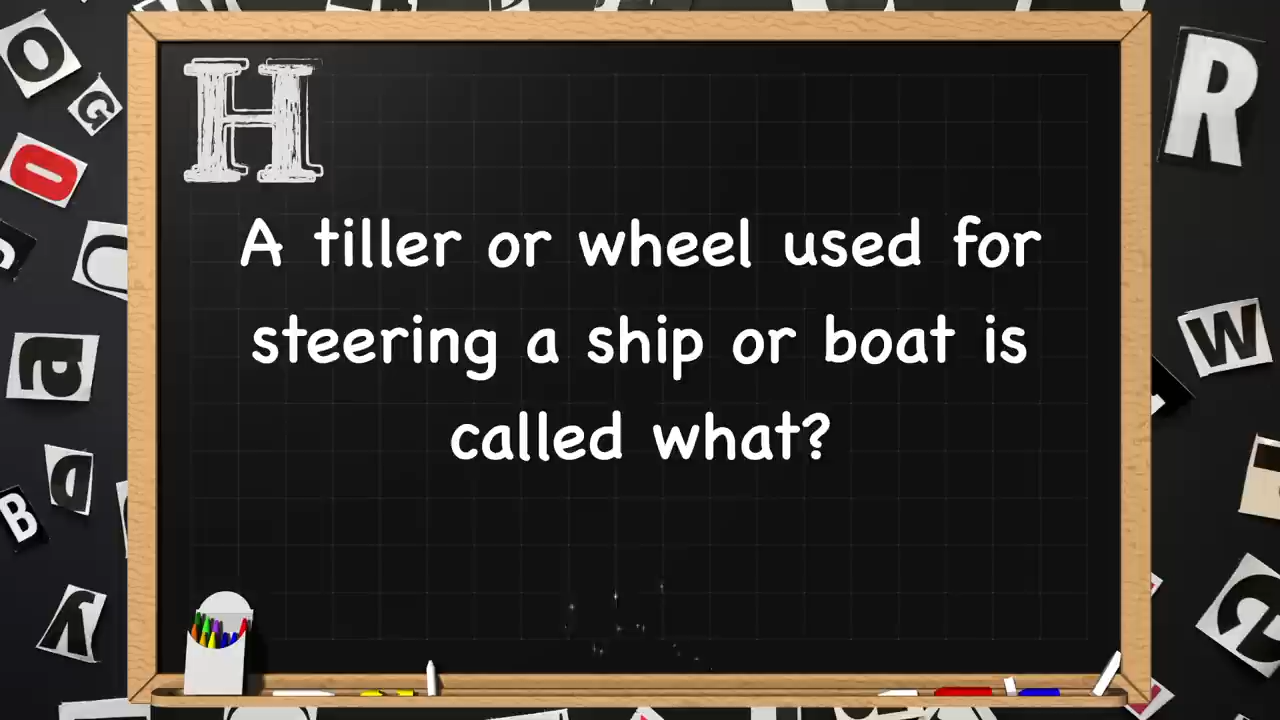 H
A tiller or wheel used for
steering a ship or boat is
called what?
O
G
O
a
D
B
R
W